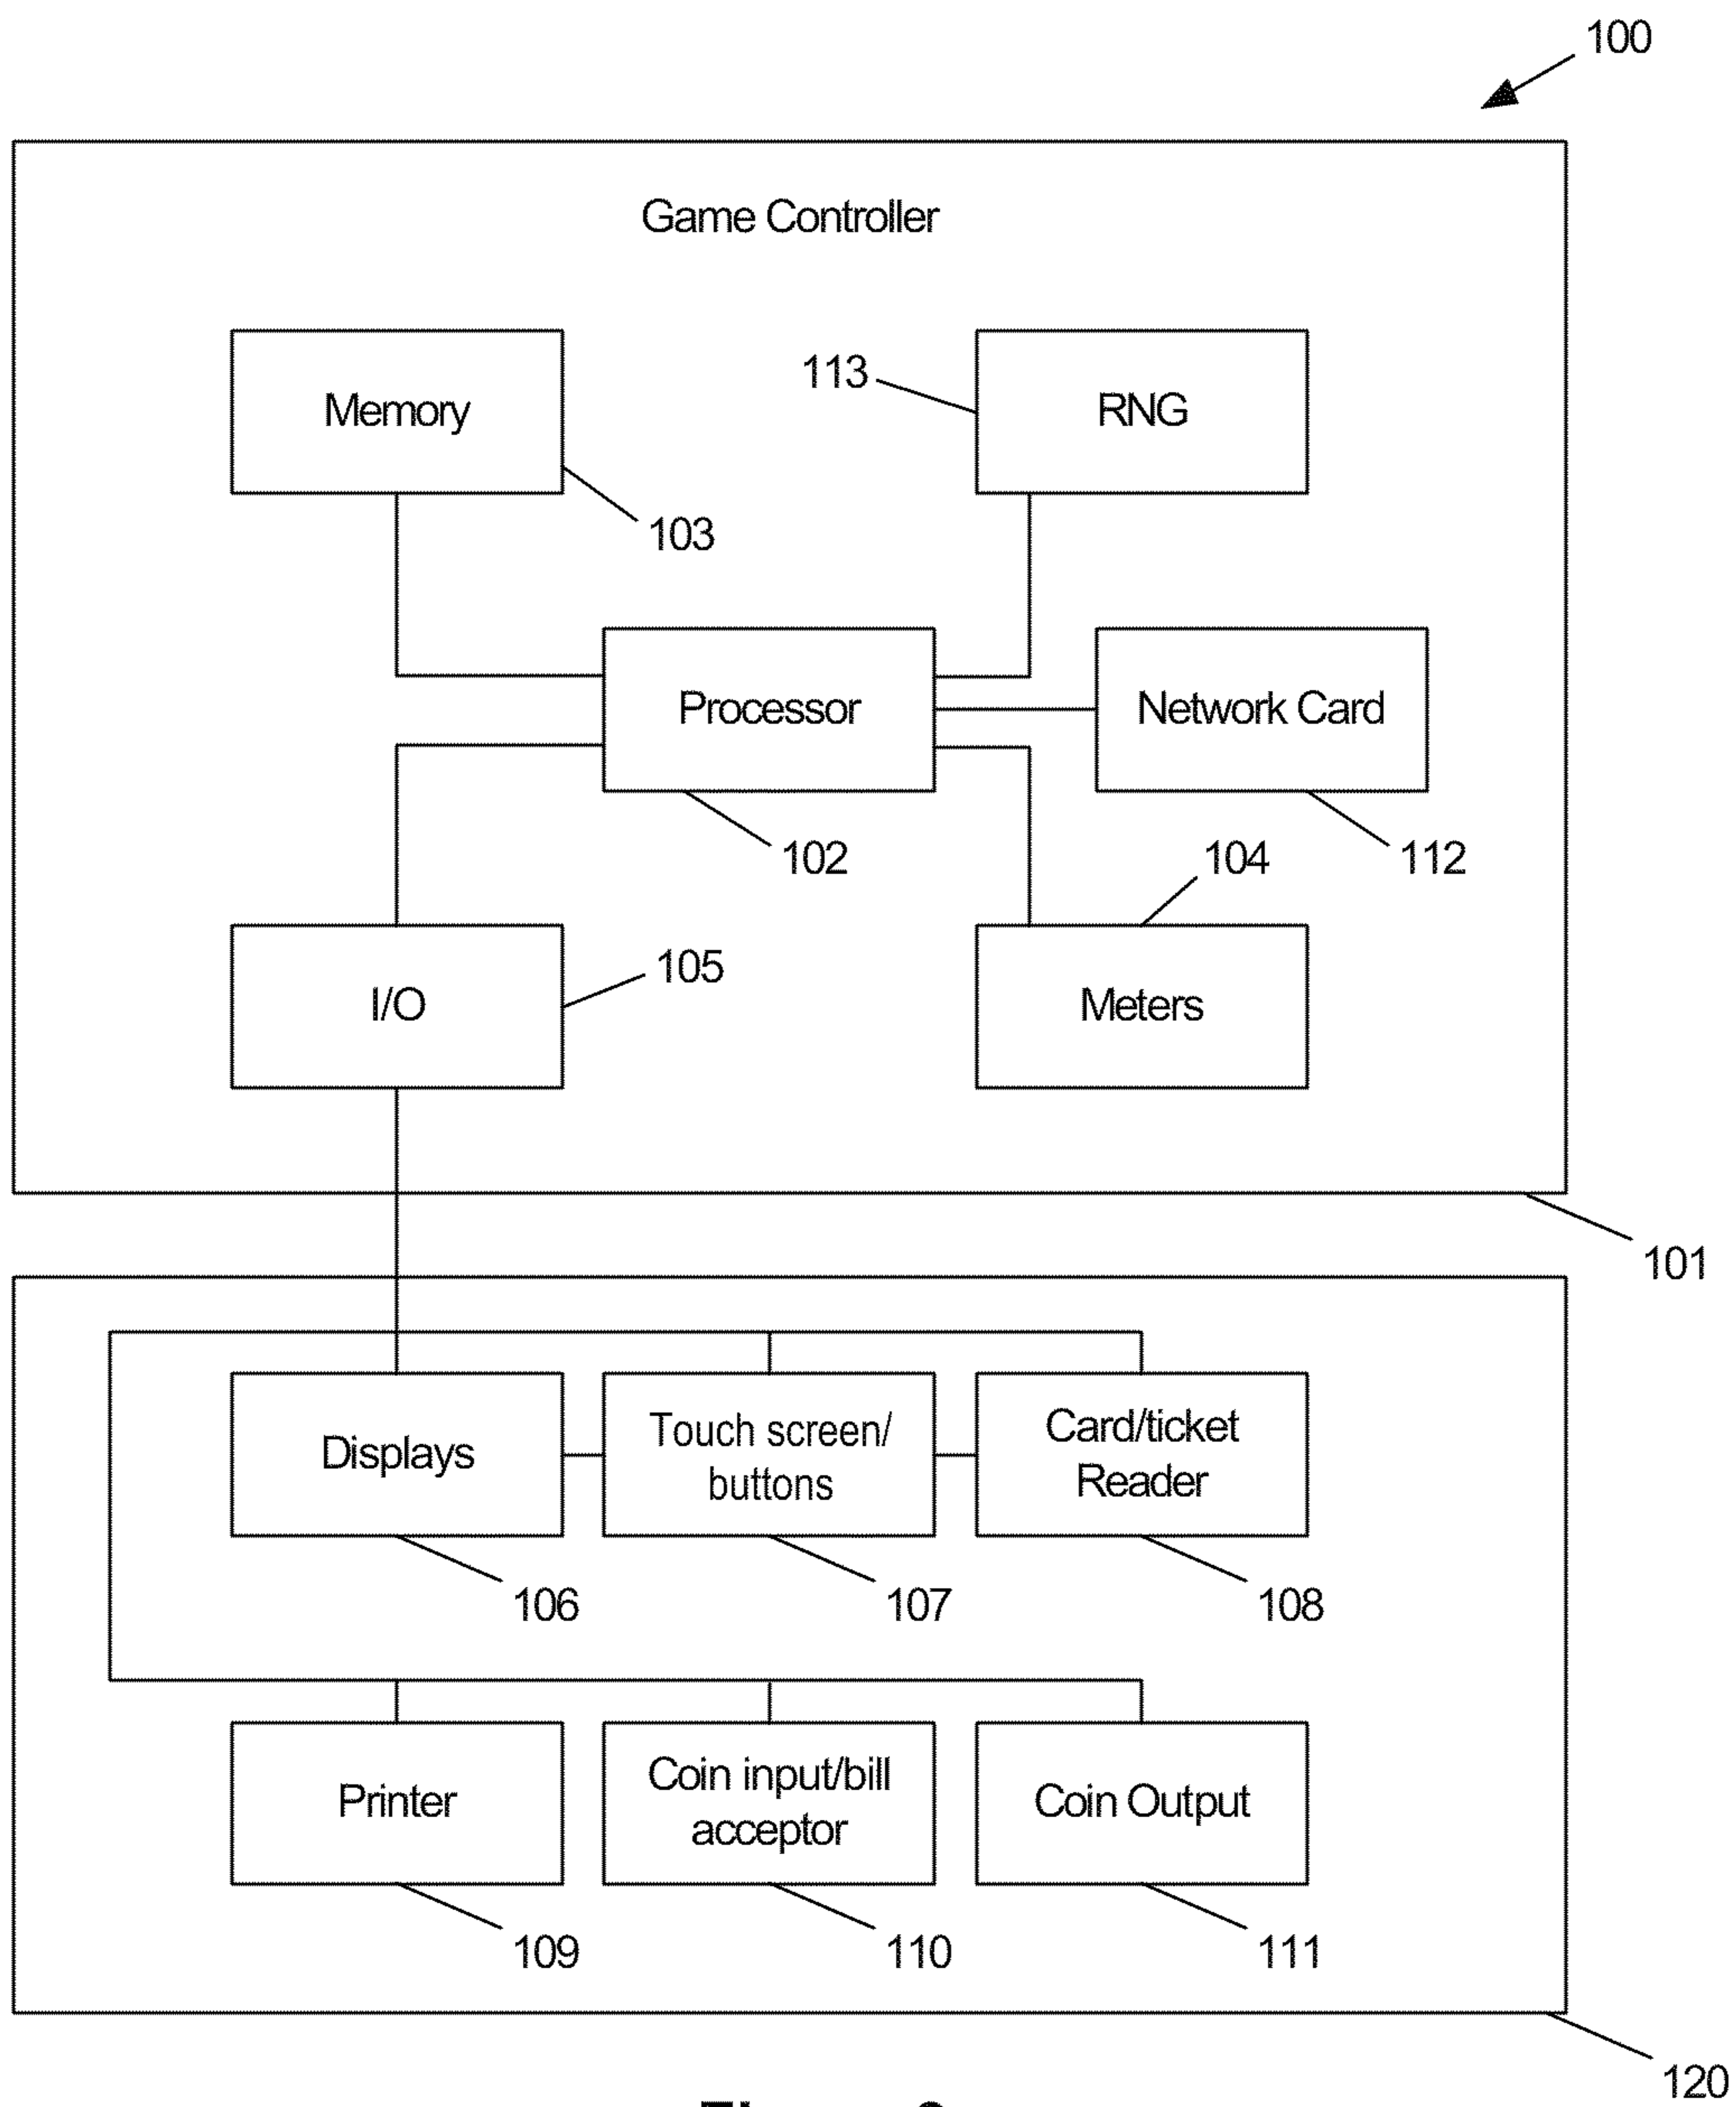 100
Game Controller
Memory
113
RNG
103
Processor
Network Card
102
104
112
I/O
105
Meters
101
Displays
Touch screen/
buttons
Card/ticket
Reader
106
107
108
Printer
Coin input/bill
acceptor
Coin Output
109
110
111
120